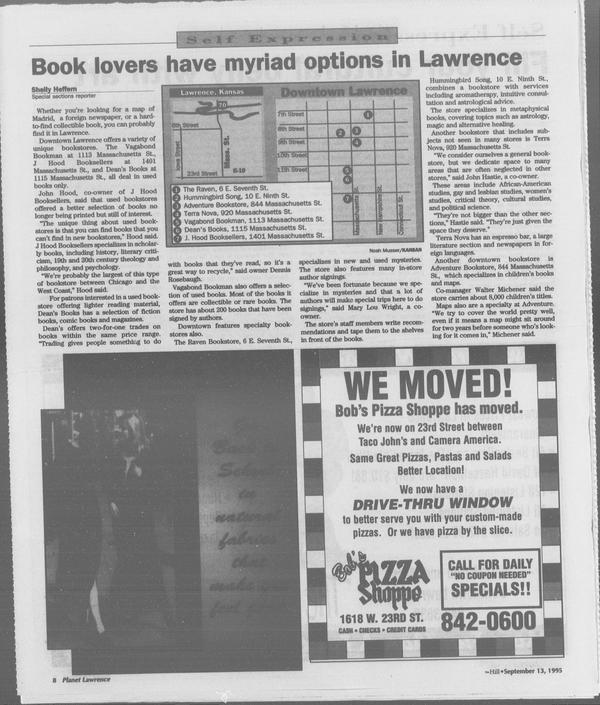 Self Expression
Book lovers have myriad options in Lawrence
Shelly Heffern
Special sections reporter
Whether you're looking for a map of
Madrid, a foreign newspaper, or a hard-
to-find collectible book, you can probably
find it in Lawrence.
Downtown Lawrence offers a variety of
unique bookstores. The Vagabond
Bookman at 1113 Massachusetts St.,
J Hood Booksellers at 1401
Massachusetts St., and Dean's Books at
1115 Massachusetts St., all deal in used
books only.
John Hood, co-owner of J Hood
Booksellers, said that used bookstores
offered a better selection of books no
longer being printed but still of interest.
"The unique thing about used book-
stores is that you can find books that you
can't find in new bookstores," Hood said.
J Hood Booksellers specializes in scholar-
ly books, including history, literary criti-
cism, 19th and 20th century theology and
philosophy, and psychology.
"We're probably the largest of this type
of bookstore between Chicago and the
West Coast," Hood said.
For patrons interested in a used book-
store offering lighter reading material,
Dean's Books has a selection of fiction
books, comic books and magazines.
Dean's offers two-for-one trades on
books within the same price range.
"Trading gives people something to do
Lawrence, Kansas
70
6th Street
Iowa Street
Mass. St.
23rd Street
K-10
Downtown Lawrence
7th Street
8th Street
9th Street
10th Street
11th Street
Massachusetts St.
New Hampshire St.
Connecticut St.
1 The Raven, 6 E. Seventh St.
2 Hummingbird Song, 10 E. Ninth St.
3 Adventure Bookstore, 844 Massachusetts St.
4 Terra Nova, 920 Massachusetts St.
5 Vagabond Bookman, 1113 Massachusetts St.
6 Dean's Books, 1115 Massachusetts St.
7 J. Hood Booksellers, 1401 Massachusetts St.
Noah Musser/KANSAN
with books that they've read, so it's a
great way to recycle," said owner Dennis
Rosebaugh.
Vagabond Bookman also offers a selec-
tion of used books. Most of the books it
offers are collectible or rare books. The
store has about 200 books that have been
signed by authors.
Downtown features specialty book-
stores also.
The Raven Bookstore, 6 E. Seventh St.,
specializes in new and used mysteries.
The store also features many in-store
author signings.
"We've been fortunate because we spe-
cialize in mysteries and that a lot of
authors will make special trips here to do
signings," said Mary Lou Wright, a co-
owner.
The store's staff members write recom-
mendations and tape them to the shelves
in front of the books.
Hummingbird Song, 10 E. Ninth St.,
combines a bookstore with services
including aromatherapy, intuitive consul-
tation and astrological advice.
The store specializes in metaphysical
books, covering topics such as astrology,
magic and alternative healing.
Another bookstore that includes sub-
jects not seen in many stores is Terra
Nova, 920 Massachusetts St.
"We consider ourselves a general book-
store, but we dedicate space to many
areas that are often neglected in other
stores," said John Hastie, a co-owner.
These areas include African-American
studies, gay and lesbian studies, women's
studies, critical theory, cultural studies,
and political science.
"They're not bigger than the other sec-
tions," Hastie said. "They're just given the
space they deserve."
Terra Nova has an espresso bar, a large
literature section and newspapers in for-
eign languages.
Another downtown bookstore is
Adventure Bookstore, 844 Massachusetts
St., which specializes in children's books
and maps.
Co-manager Walter Michener said the
store carries about 8,000 children's titles.
Maps also are a specialty at Adventure.
"We try to cover the world pretty well,
even if it means a map might sit around
for two years before someone who's look-
ing for it comes in," Michener said.
Back
School
in
natural
fabrics
that
make
feel
WE MOVED!
Bob's Pizza Shoppe has moved.
We're now on 23rd Street between
Taco John's and Camera America.
Same Great Pizzas, Pastas and Salads
Better Location!
We now have a
DRIVE-THRU WINDOW
to better serve you with your custom-made
pizzas. Or we have pizza by the slice.
Bob's
PIZZA
Shoppe
1618 W. 23RD ST.
CASH • CHECKS • CREDIT CARDS
CALL FOR DAILY
"NO COUPON NEEDED"
SPECIALS!!
842-0600
8 Planet Lawrence
The Hill • September 13, 1995